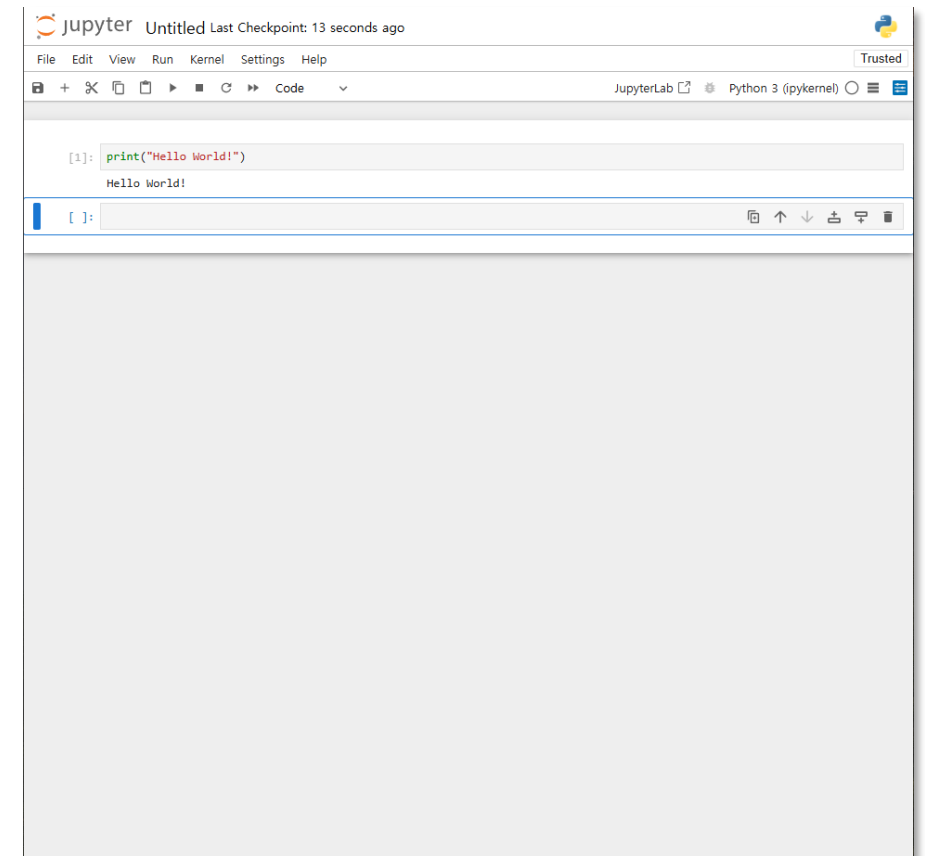 jupyter Untitled Last Checkpoint: 13 seconds ago
File Edit View Run Kernel Settings Help Trusted
Code JupyterLab Python 3 (ipykernel)
[1]: print("Hello World!")
Hello World!
[ ]: